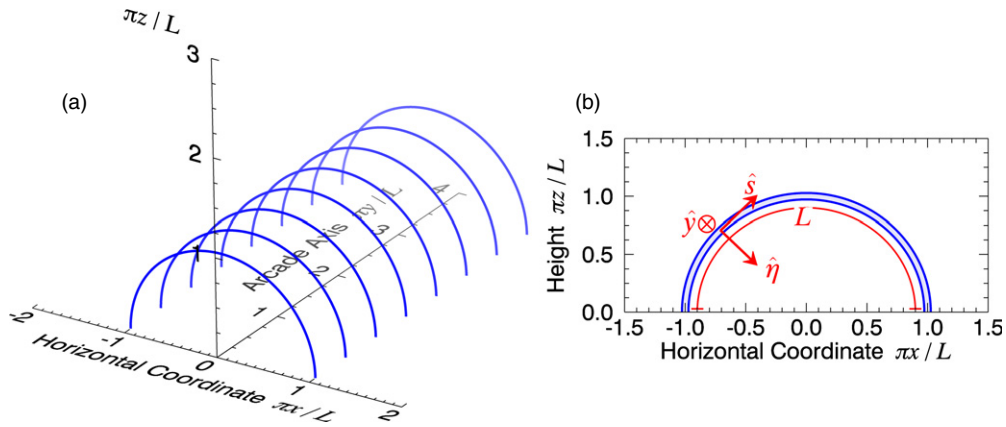 πz / L
(a)
3
2
1
Arcade Axis πy / L
1
2
3
4
-2
-1
0
1
2
Horizontal Coordinate πx / L
(b)
Height πz / L
1.5
1.0
0.5
0.0
-1.5
-1.0
-0.5
0.0
0.5
1.0
1.5
Horizontal Coordinate πx / L
ŝ
ŷ⊗
L
η̂